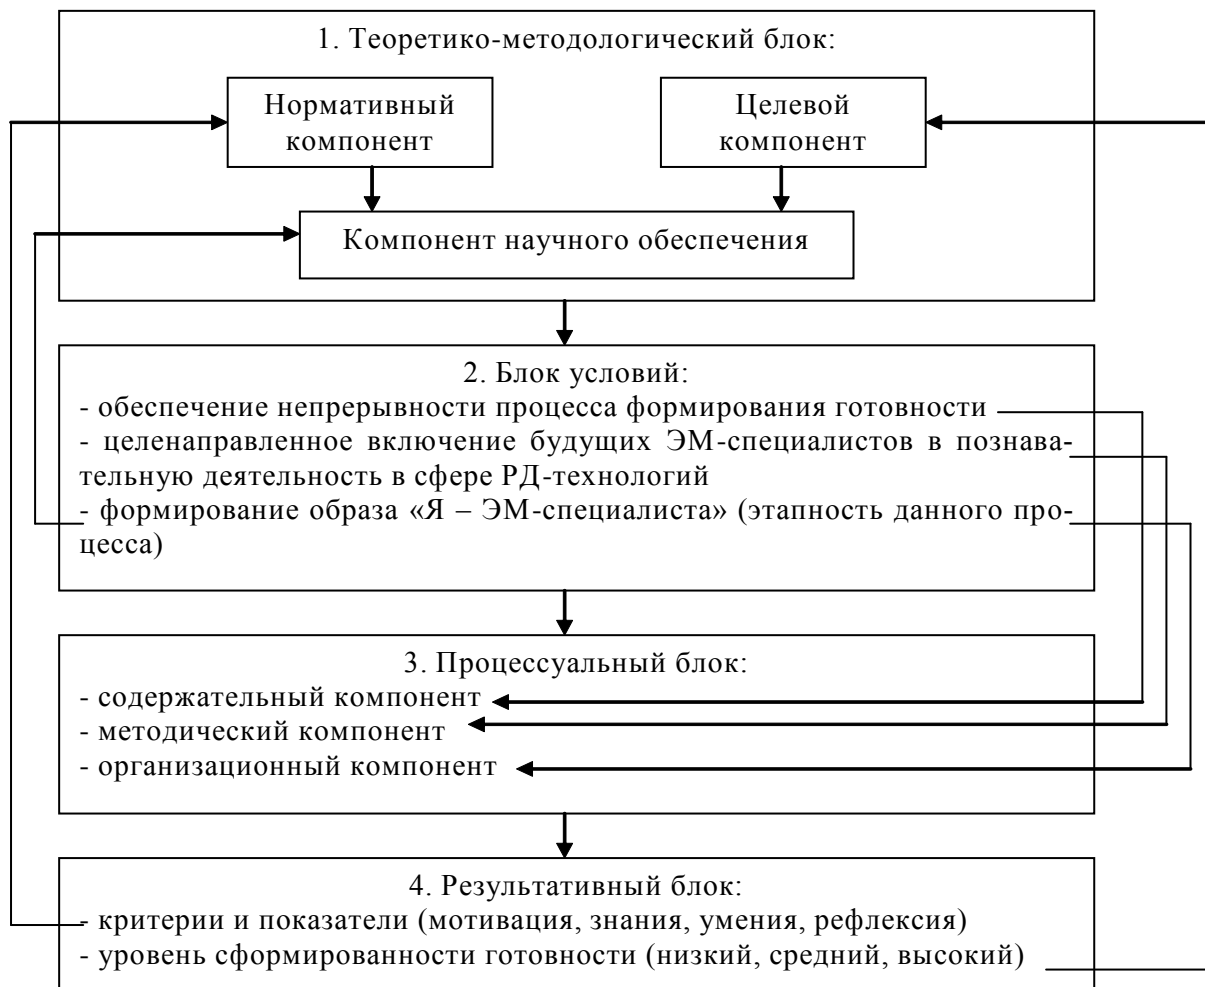 1. Теоретико-методологический блок:
Нормативный
компонент
Целевой
компонент
Компонент научного обеспечения
2. Блок условий:
- обеспечение непрерывности процесса формирования готовности
- целенаправленное включение будущих ЭМ-специалистов в познава-
тельную деятельность в сфере РД-технологий
- формирование образа «Я – ЭМ-специалиста» (этапность данного про-
цесса)
3. Процессуальный блок:
- содержательный компонент
- методический компонент
- организационный компонент
4. Результативный блок:
- критерии и показатели (мотивация, знания, умения, рефлексия)
- уровень сформированности готовности (низкий, средний, высокий)